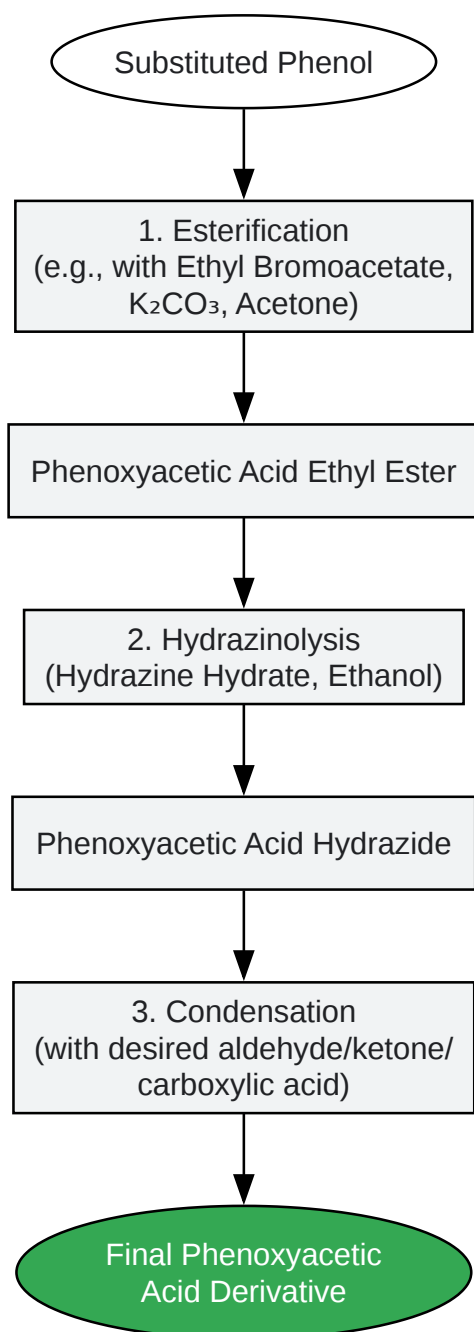 Substituted Phenol
1. Esterification
(e.g., with Ethyl Bromoacetate,
K₂CO₃, Acetone)
Phenoxyacetic Acid Ethyl Ester
2. Hydrazinolysis
(Hydrazine Hydrate, Ethanol)
Phenoxyacetic Acid Hydrazide
3. Condensation
(with desired aldehyde/ketone/
carboxylic acid)
Final Phenoxyacetic
Acid Derivative